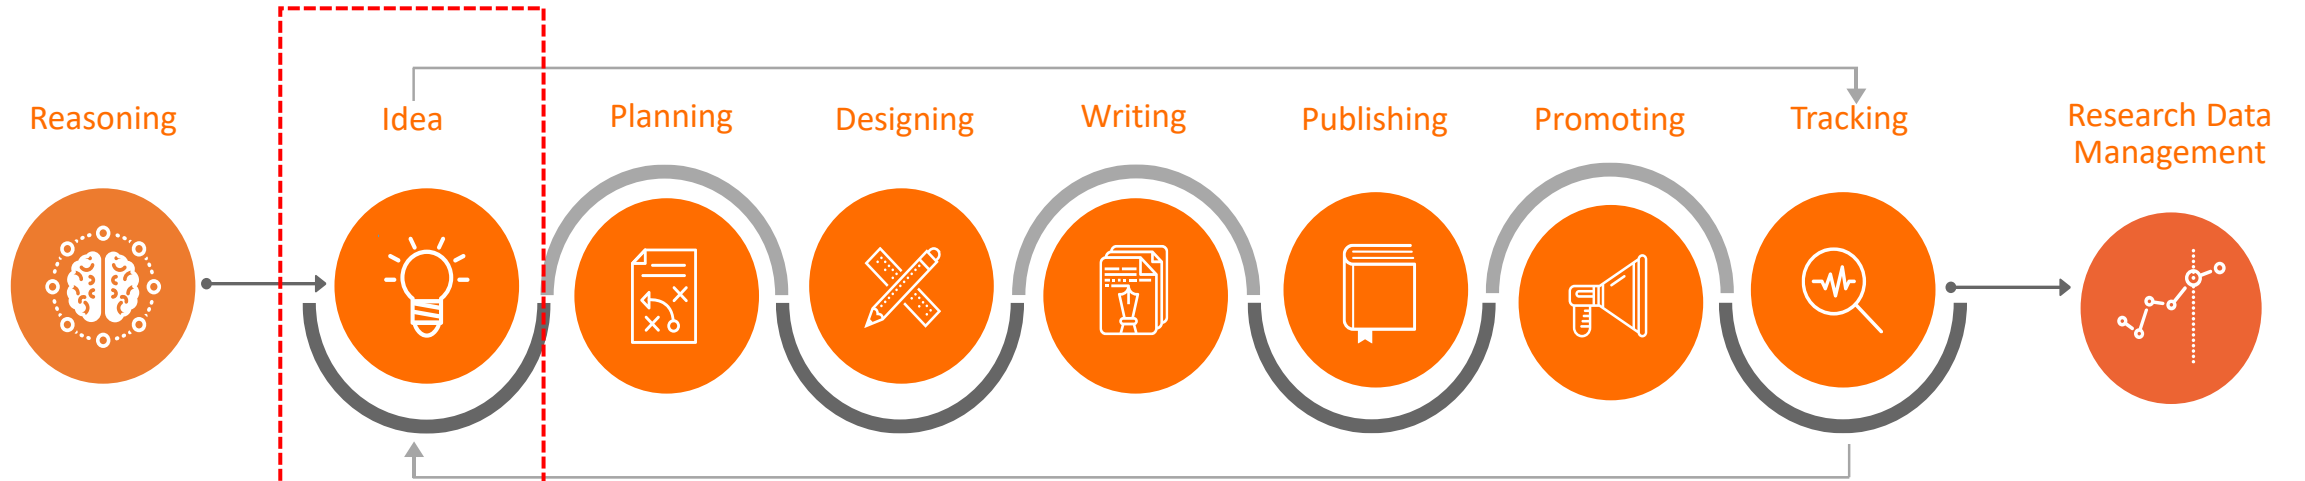 Reasoning
Idea
Planning
Designing
Writing
Publishing
Promoting
Tracking
Research Data
Management